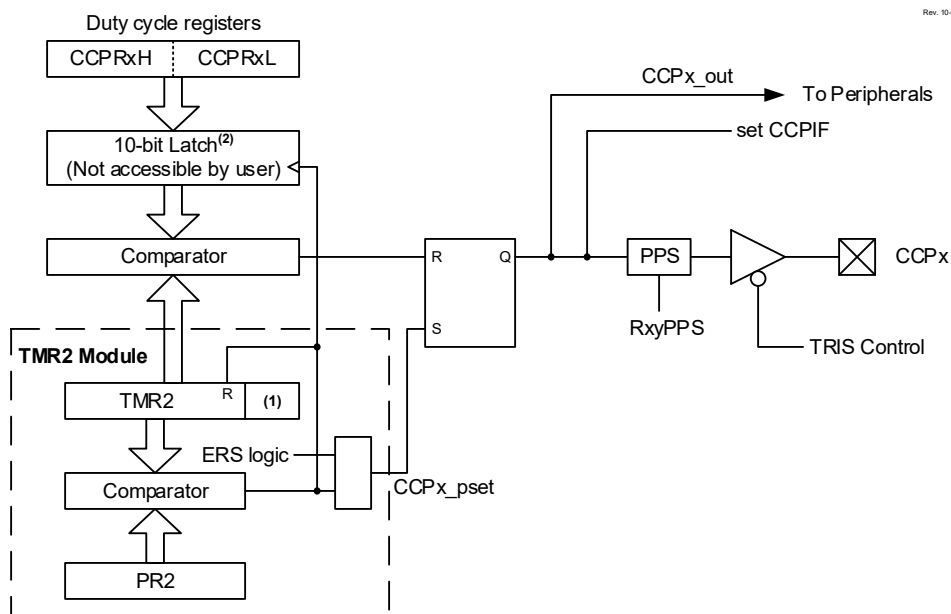 Rev. 10-
Duty cycle registers
CCPRxH CCPRxL
CCPx_out
To Peripherals
set CCPIF
10-bit Latch(2)
(Not accessible by user)
Comparator
R Q
PPS
CCPx
S
RxyPPS
TRIS Control
TMR2 Module
R
TMR2 (1)
ERS logic
Comparator
CCPx_pset
PR2